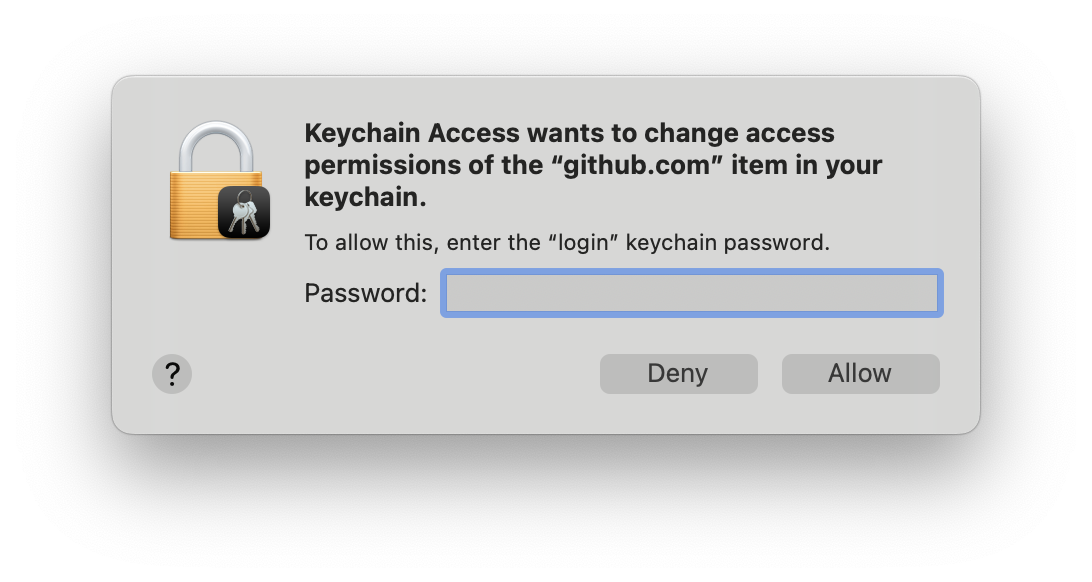 Keychain Access wants to change access
permissions of the “github.com” item in your
keychain.
To allow this, enter the “login” keychain password.
Password:
?
Deny
Allow